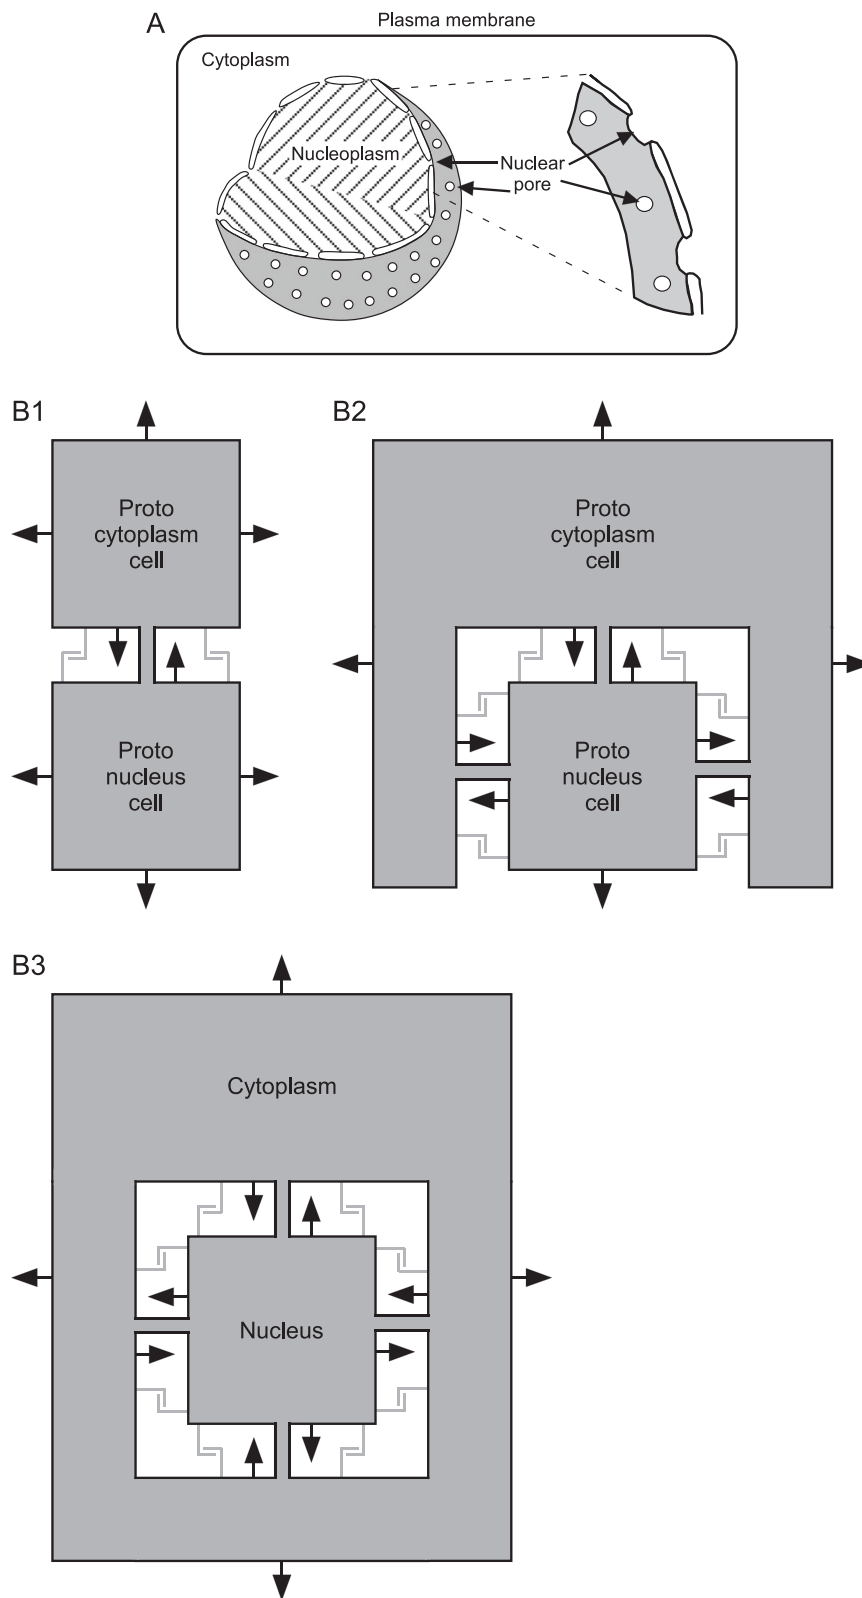 A
Plasma membrane
Cytoplasm
Nucleoplasm
Nuclear
pore
B1
Proto
cytoplasm
cell
Proto
nucleus
cell
B2
Proto
cytoplasm
cell
Proto
nucleus
cell
B3
Cytoplasm
Nucleus